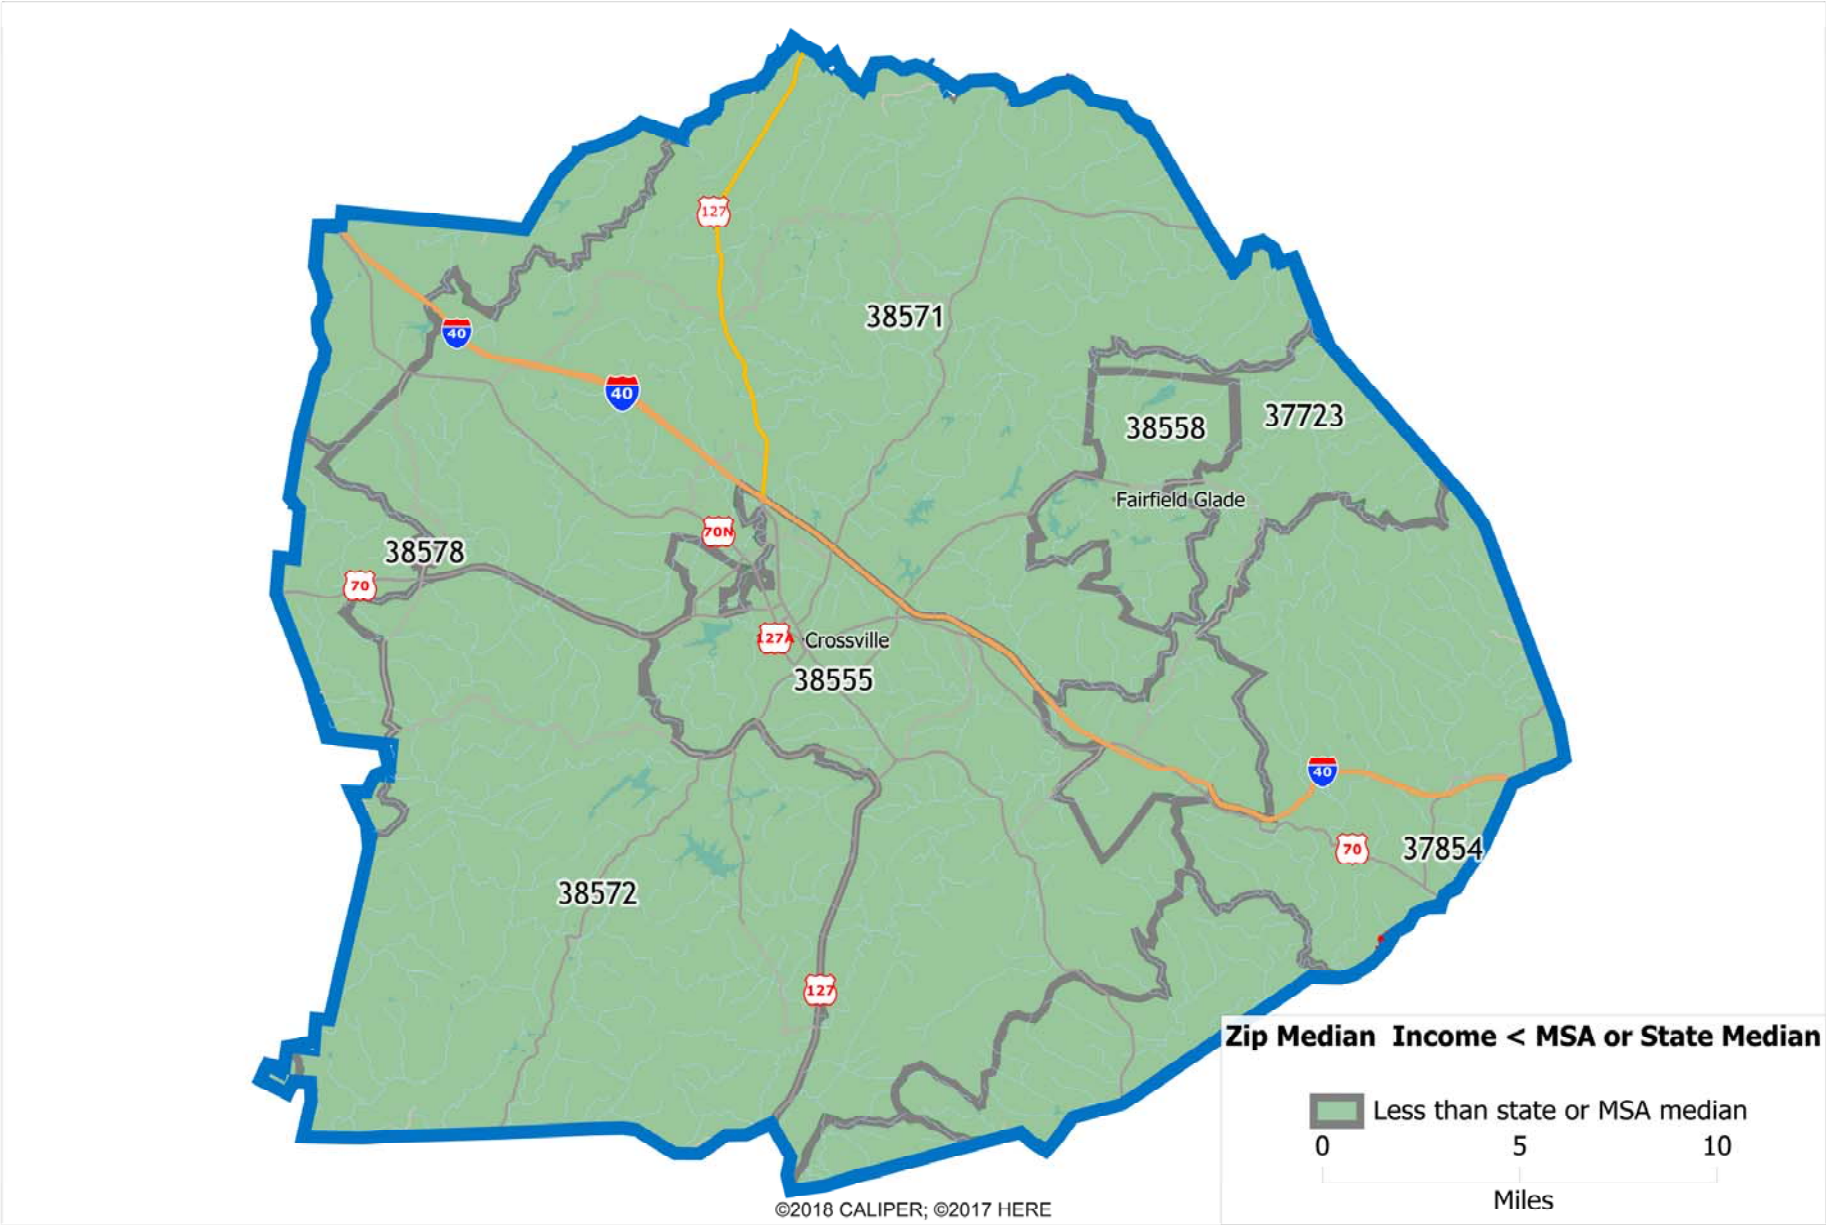 127
38571
40
40
38558
37723
Fairfield Glade
70N
38578
70
127A
Crossville
38555
40
70
37854
38572
127
Zip Median Income < MSA or State Median
Less than state or MSA median
0 5 10
Miles
©2018 CALIPER; ©2017 HERE